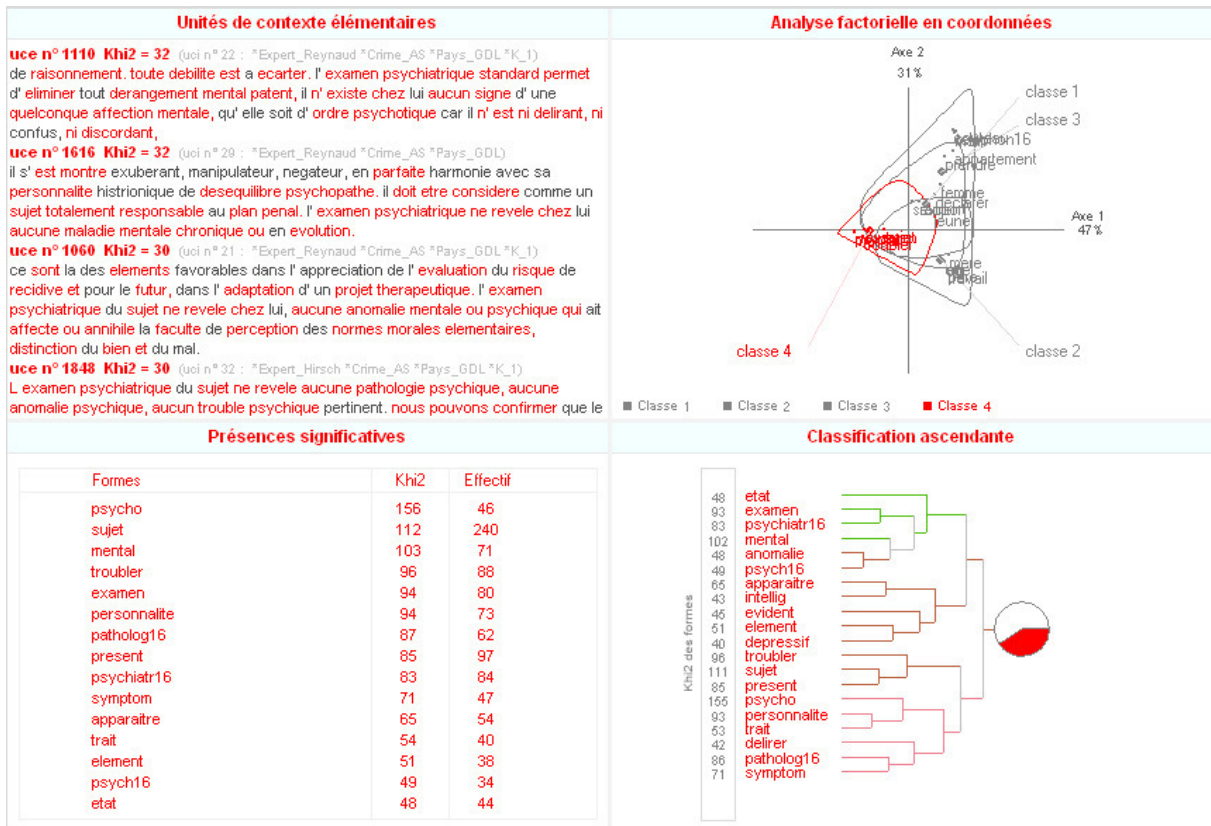 Unités de contexte élémentaires
uce n° 1110 Khi2 = 32 (uci n° 22 : *Expert_Reynaud *Crime_AS *Pays_GDL *K_1)
de raisonnement. toute debilite est a ecarter. l' examen psychiatrique standard permet
d' eliminer tout derangement mental patent, il n' existe chez lui aucun signe d' une
quelconque affection mentale, qu' elle soit d' ordre psychotique car il n' est ni delirant, ni
confus, ni discordant,
uce n° 1616 Khi2 = 32 (uci n° 29 : *Expert_Reynaud *Crime_AS *Pays_GDL)
il s' est montre exuberant, manipulateur, negateur, en parfaite harmonie avec sa
personnalite histrionique de desequilibre psychopathe. il doit etre considere comme un
sujet totalement responsable au plan penal. l' examen psychiatrique ne revele chez lui
aucune maladie mentale chronique ou en evolution.
uce n° 1060 Khi2 = 30 (uci n° 21 : *Expert_Reynaud *Crime_AS *Pays_GDL *K_1)
ce sont la des elements favorables dans l' appreciation de l' evaluation du risque de
recidive et pour le futur, dans l' adaptation d' un projet therapeutique. l' examen
psychiatrique du sujet ne revele chez lui, aucune anomalie mentale ou psychique qui ait
affecte ou annihile la faculte de perception des normes morales elementaires,
distinction du bien et du mal.
uce n° 1848 Khi2 = 30 (uci n° 32 : *Expert_Hirsch *Crime_AS *Pays_GDL *K_1)
L examen psychiatrique du sujet ne revele aucune pathologie psychique, aucune
anomalie psychique, aucun trouble psychique pertinent. nous pouvons confirmer que le
Analyse factorielle en coordonnées
Axe 2
31%
classe 1
classe 3
appartement
prendre
femme
declarer
jeune
Axe 1
47%
mere
travail
classe 4
classe 2
Classe 1 Classe 2 Classe 3 Classe 4
Présences significatives
Formes Khi2 Effectif
psycho 156 46
sujet 112 240
mental 103 71
troubler 96 88
examen 94 80
personnalite 94 73
patholog16 87 62
present 85 97
psychiatr16 83 84
symptom 71 47
apparaitre 65 54
trait 54 40
element 51 38
psych16 49 34
etat 48 44
Classification ascendante
Khi2 des formes
48 etat
93 examen
83 psychiatr16
102 mental
48 anomalie
49 psych16
65 apparaitre
43 intellig
45 evident
51 element
40 depressif
96 troubler
111 sujet
85 present
155 psycho
93 personnalite
53 trait
42 delirer
86 patholog16
71 symptom